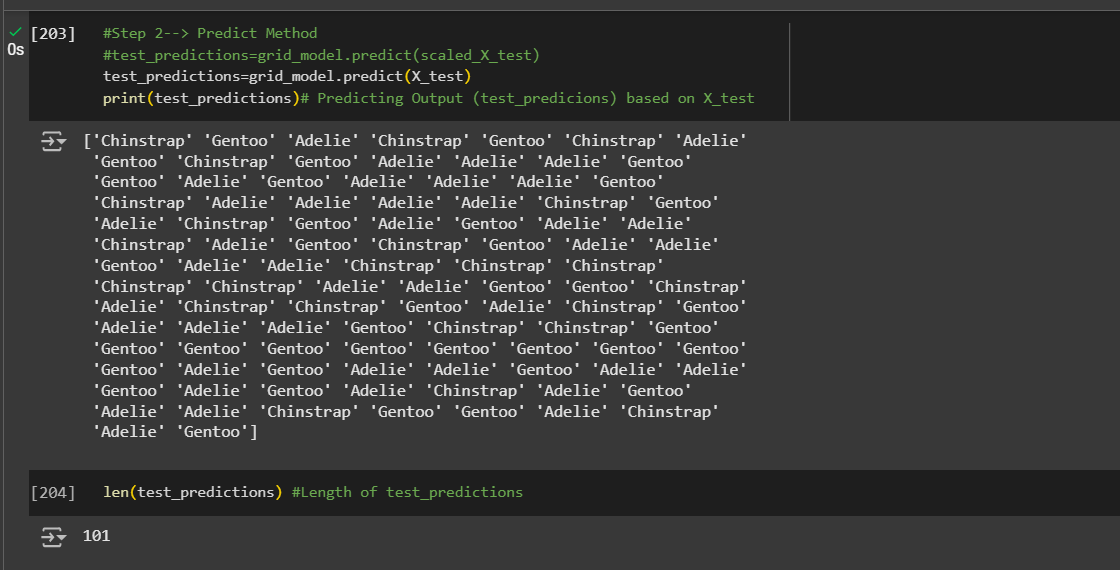 [203] #Step 2--> Predict Method
0s #test_predictions=grid_model.predict(scaled_X_test)
test_predictions=grid_model.predict(X_test)
print(test_predictions)# Predicting Output (test_predicions) based on X_test
['Chinstrap' 'Gentoo' 'Adelie' 'Chinstrap' 'Gentoo' 'Chinstrap' 'Adelie'
'Gentoo' 'Chinstrap' 'Gentoo' 'Adelie' 'Adelie' 'Adelie' 'Gentoo'
'Gentoo' 'Adelie' 'Gentoo' 'Adelie' 'Adelie' 'Adelie' 'Gentoo'
'Chinstrap' 'Adelie' 'Adelie' 'Adelie' 'Adelie' 'Chinstrap' 'Gentoo'
'Adelie' 'Chinstrap' 'Gentoo' 'Adelie' 'Gentoo' 'Adelie' 'Adelie'
'Chinstrap' 'Adelie' 'Gentoo' 'Chinstrap' 'Gentoo' 'Adelie' 'Adelie'
'Gentoo' 'Adelie' 'Adelie' 'Chinstrap' 'Chinstrap' 'Chinstrap'
'Chinstrap' 'Chinstrap' 'Adelie' 'Adelie' 'Gentoo' 'Gentoo' 'Chinstrap'
'Adelie' 'Chinstrap' 'Chinstrap' 'Gentoo' 'Adelie' 'Chinstrap' 'Gentoo'
'Adelie' 'Adelie' 'Adelie' 'Gentoo' 'Chinstrap' 'Chinstrap' 'Gentoo'
'Gentoo' 'Gentoo' 'Gentoo' 'Gentoo' 'Gentoo' 'Gentoo' 'Gentoo' 'Gentoo'
'Gentoo' 'Adelie' 'Gentoo' 'Adelie' 'Adelie' 'Gentoo' 'Adelie' 'Adelie'
'Gentoo' 'Adelie' 'Gentoo' 'Adelie' 'Chinstrap' 'Adelie' 'Gentoo'
'Adelie' 'Adelie' 'Chinstrap' 'Gentoo' 'Gentoo' 'Adelie' 'Chinstrap'
'Adelie' 'Gentoo']
[204] len(test_predictions) #Length of test_predictions
101